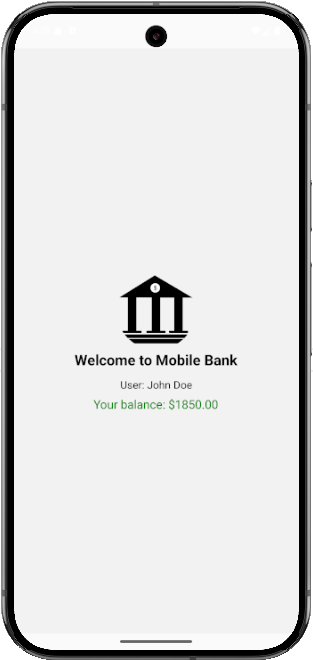 Welcome to Mobile Bank
User: John Doe
Your balance: $1850.00